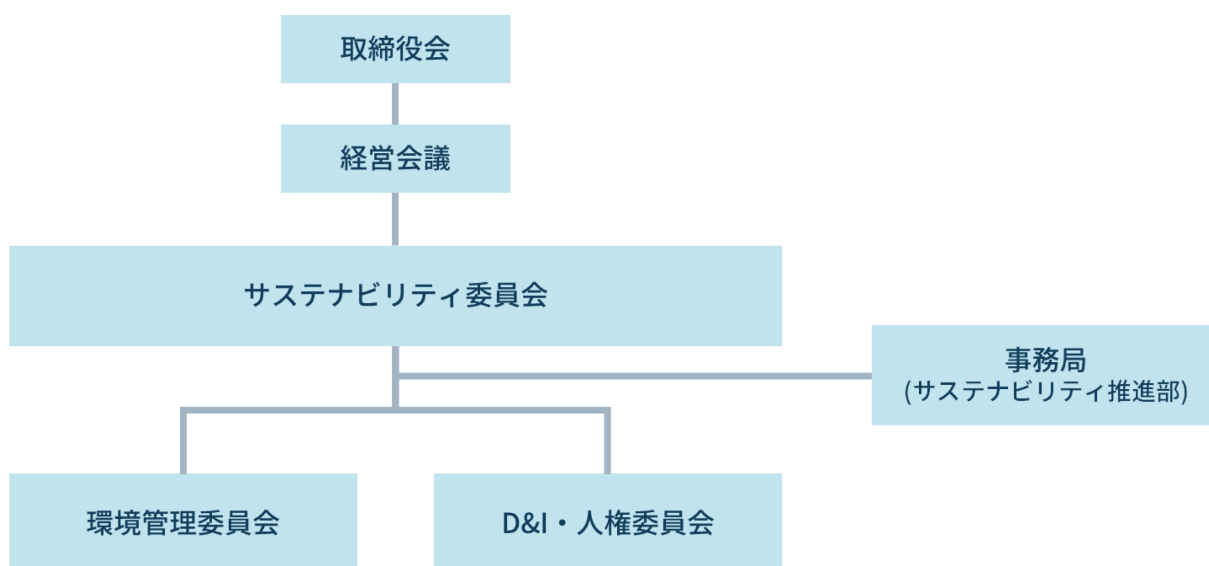 取締役会
経営会議
サステナビリティ委員会
事務局
(サステナビリティ推進部)
環境管理委員会
D&I・人権委員会